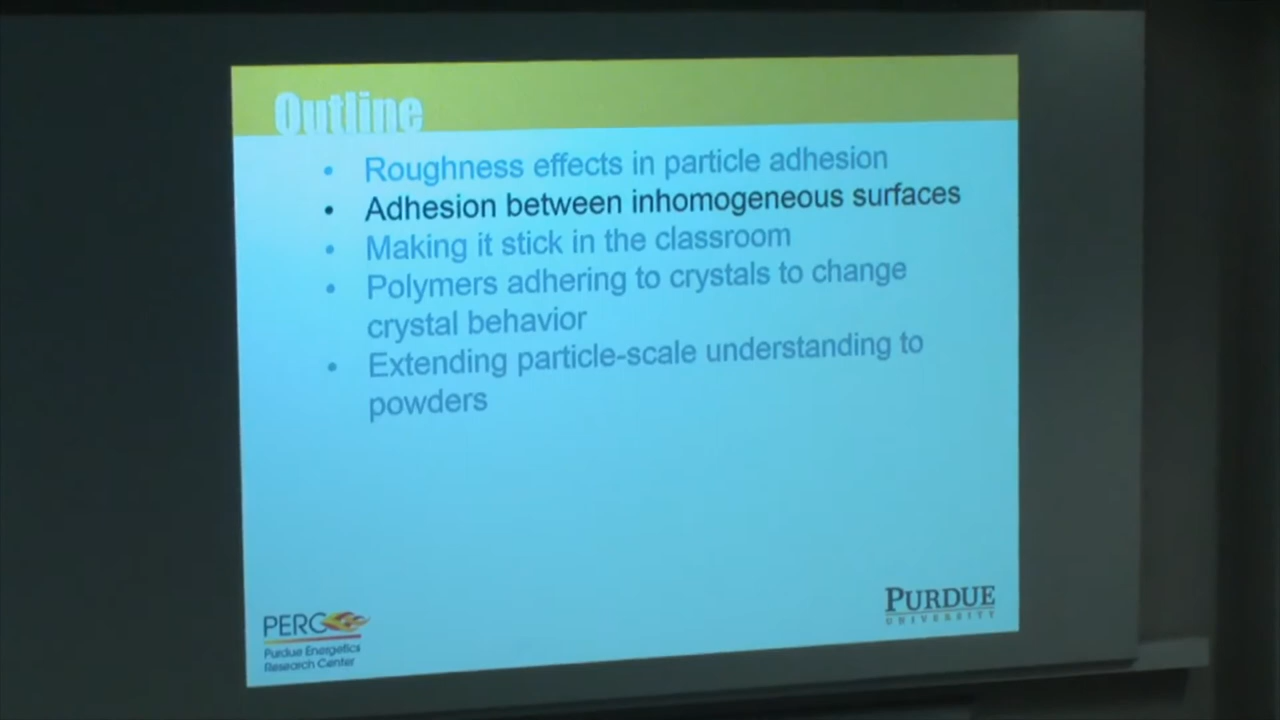 Outline
• Roughness effects in particle adhesion
• Adhesion between inhomogeneous surfaces
• Making it stick in the classroom
• Polymers adhering to crystals to change
crystal behavior
• Extending particle-scale understanding to
powders
PERC
Purdue Energetics
Research Center
PURDUE
UNIVERSITY